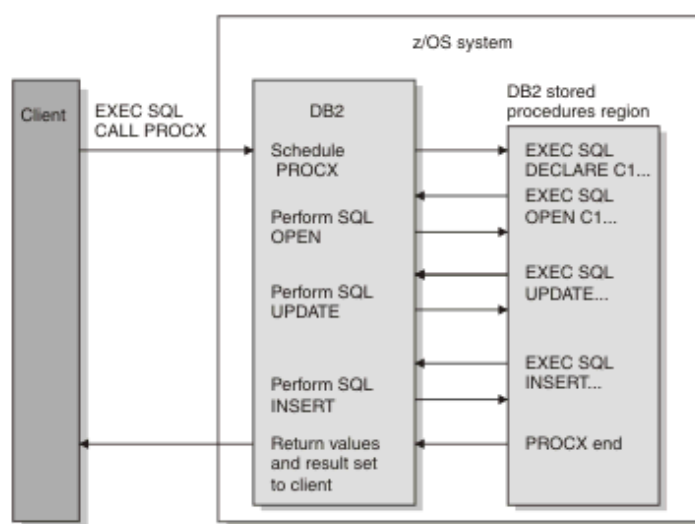 z/OS system
Client
EXEC SQL
CALL PROCX
DB2
DB2 stored
procedures region
Schedule
PROCX
EXEC SQL
DECLARE C1...
EXEC SQL
OPEN C1...
Perform SQL
OPEN
EXEC SQL
UPDATE...
Perform SQL
UPDATE
EXEC SQL
INSERT...
Perform SQL
INSERT
Return values
and result set
to client
PROCX end